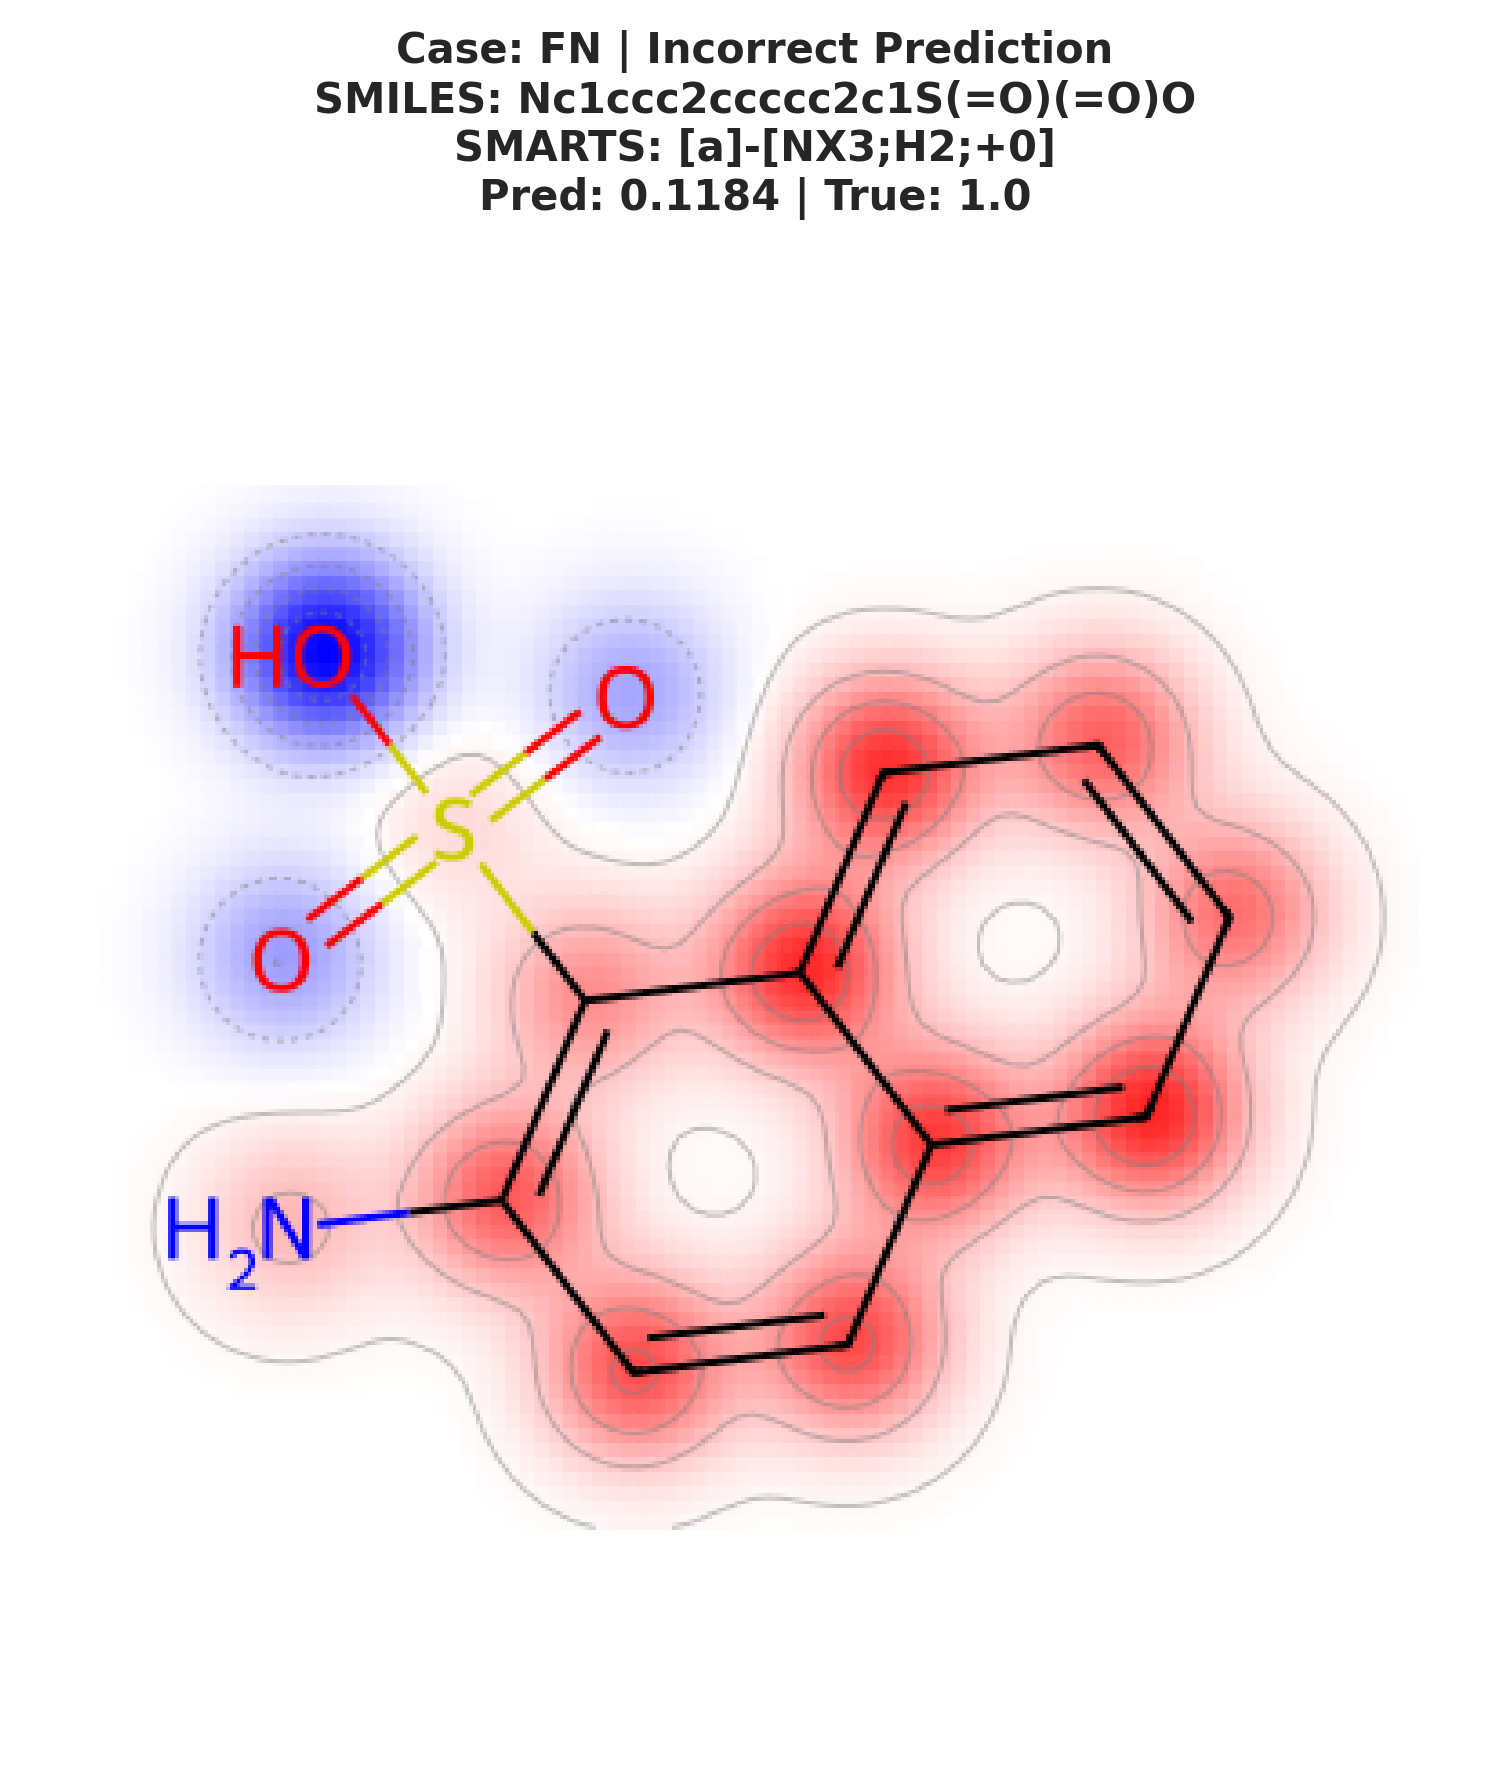 Case: FN | Incorrect Prediction
SMILES: Nc1ccc2ccccc2c1S(=O)(=O)O
SMARTS: [a]-[NX3;H2;+0]
Pred: 0.1184 | True: 1.0
HO
O
S
O
H2N